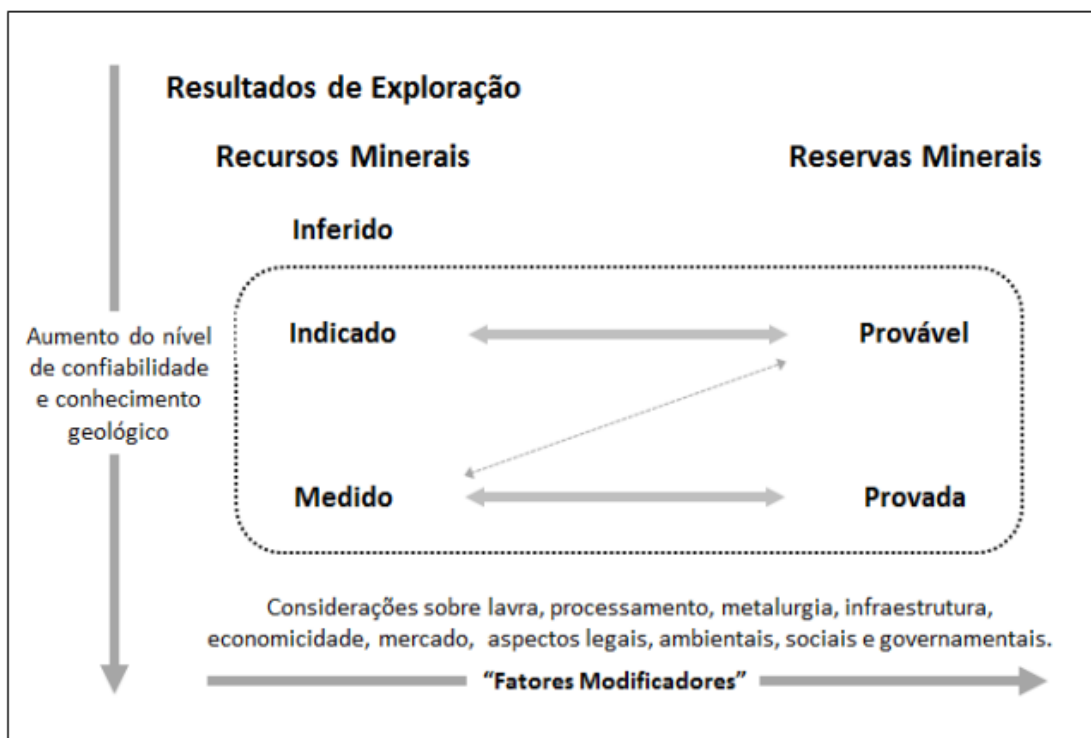 Resultados de Exploração
Recursos Minerais
Reservas Minerais
Inferido
Indicado
Provável
Aumento do nível
de confiabilidade
e conhecimento
geológico
Medido
Provada
Considerações sobre lavra, processamento, metalurgia, infraestrutura,
economicidade, mercado, aspectos legais, ambientais, sociais e governamentais.
“Fatores Modificadores”